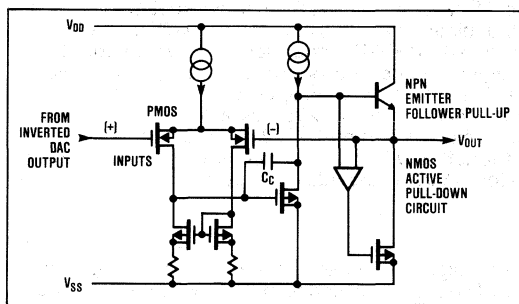 VDD
NPN
EMITTER
FOLLOWER PULL-UP
PMOS
FROM
INVERTED
DAC
OUTPUT
(+)
INPUTS
(−)
CC
VOUT
NMOS
ACTIVE
PULL-DOWN
CIRCUIT
VSS